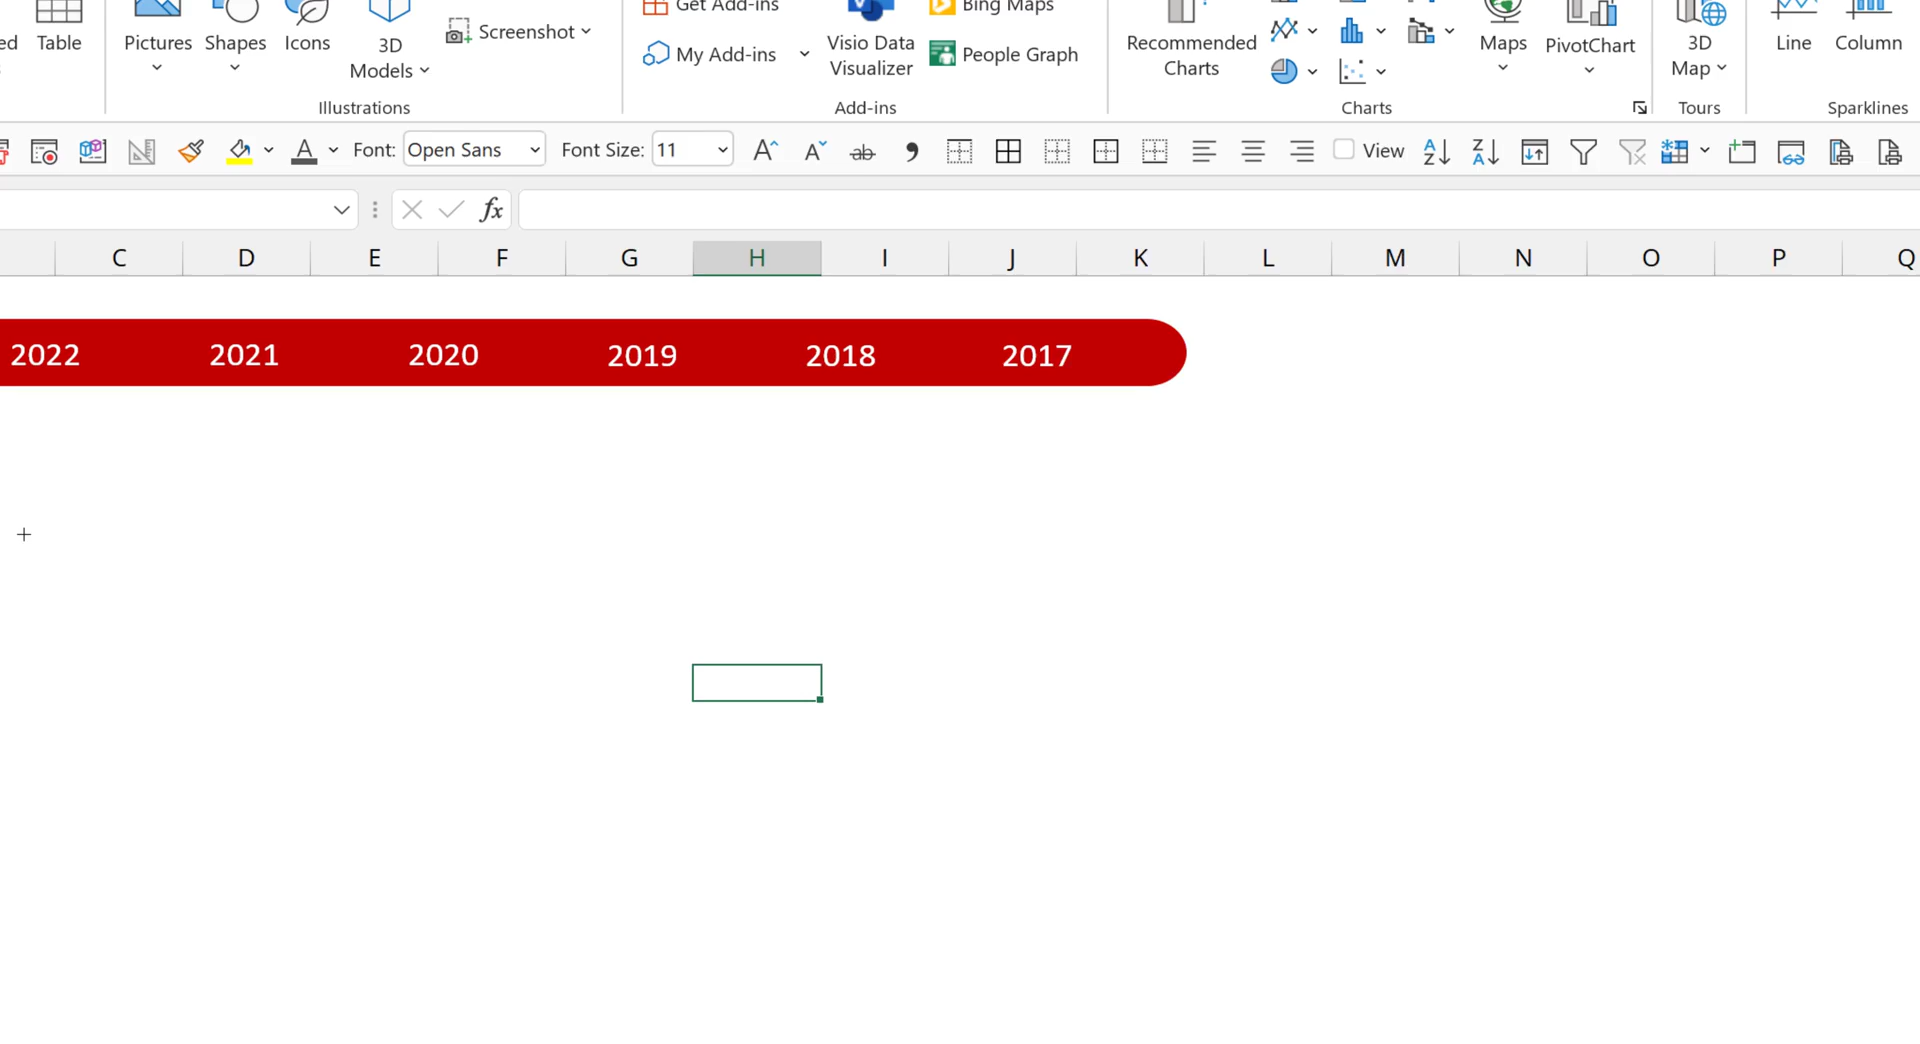 Get Add-ins Bing Maps
ed Table Pictures Shapes Icons 3D Models Screenshot My Add-ins Visio Data Visualizer People Graph Recommended Charts Maps PivotChart 3D Map Line Column
Illustrations Add-ins Charts Tours Sparklines
Font: Open Sans Font Size: 11 View
fx
C D E F G H I J K L M N O P Q
2022 2021 2020 2019 2018 2017